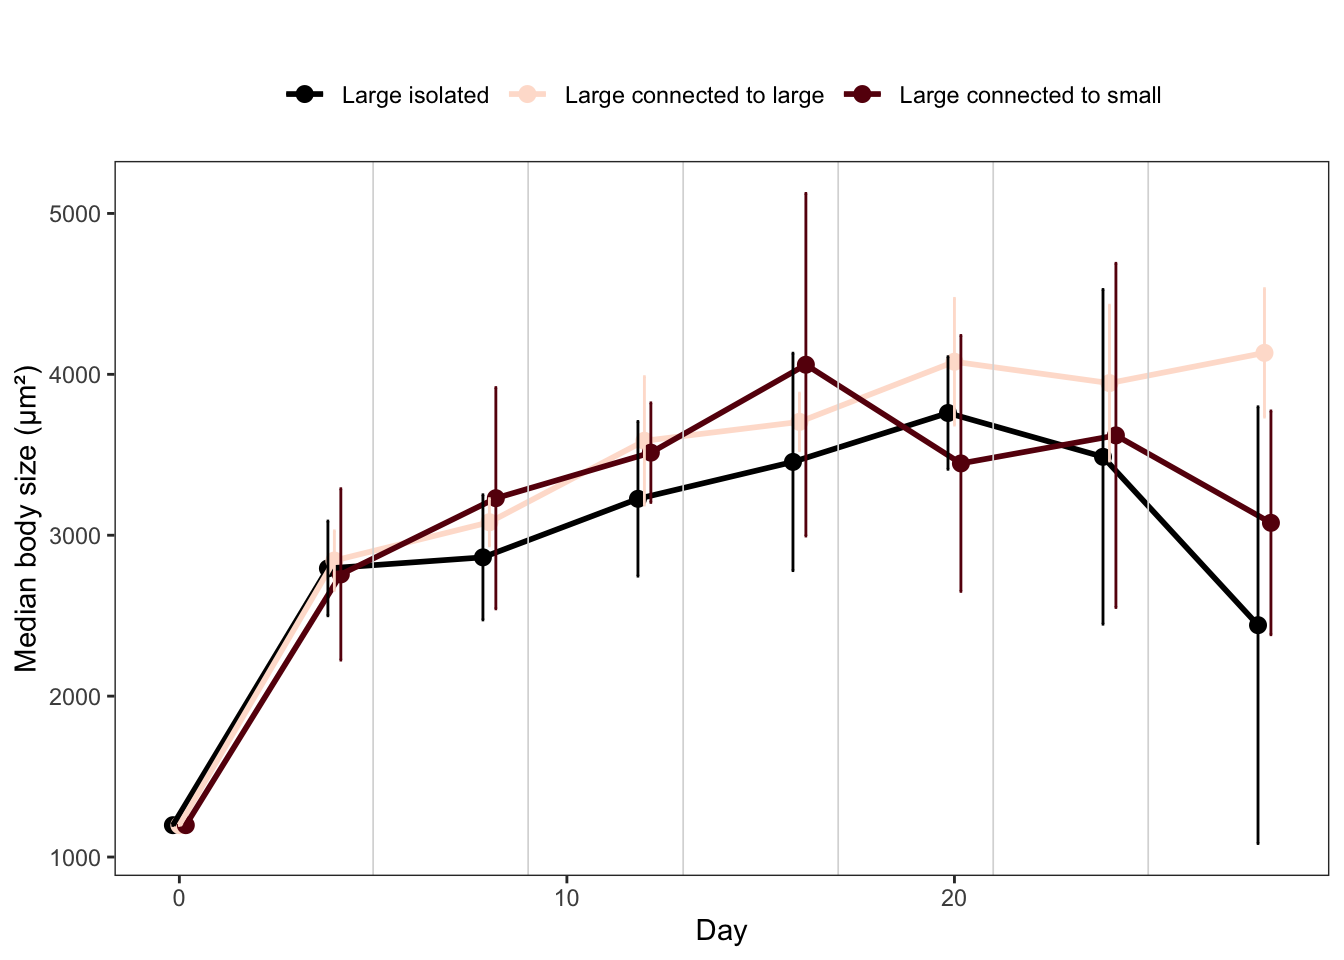 Large isolated Large connected to large Large connected to small
Median body size (μm²)
5000
4000
3000
2000
1000
0 10 20
Day